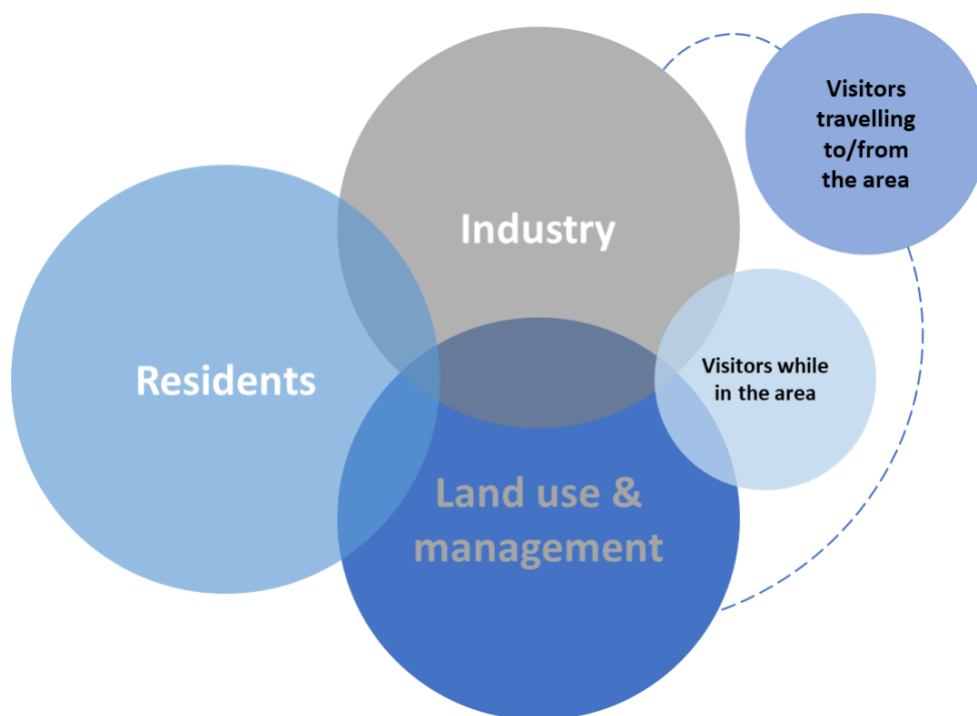 Visitors
travelling
to/from
the area
Industry
Residents
Visitors while
in the area
Land use &
management